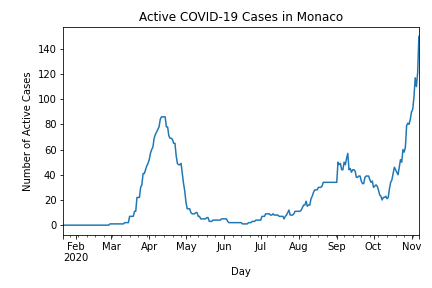 Active COVID-19 Cases in Monaco
Number of Active Cases
140
120
100
80
60
40
20
0
Feb Mar Apr May Jun Jul Aug Sep Oct Nov
2020
Day